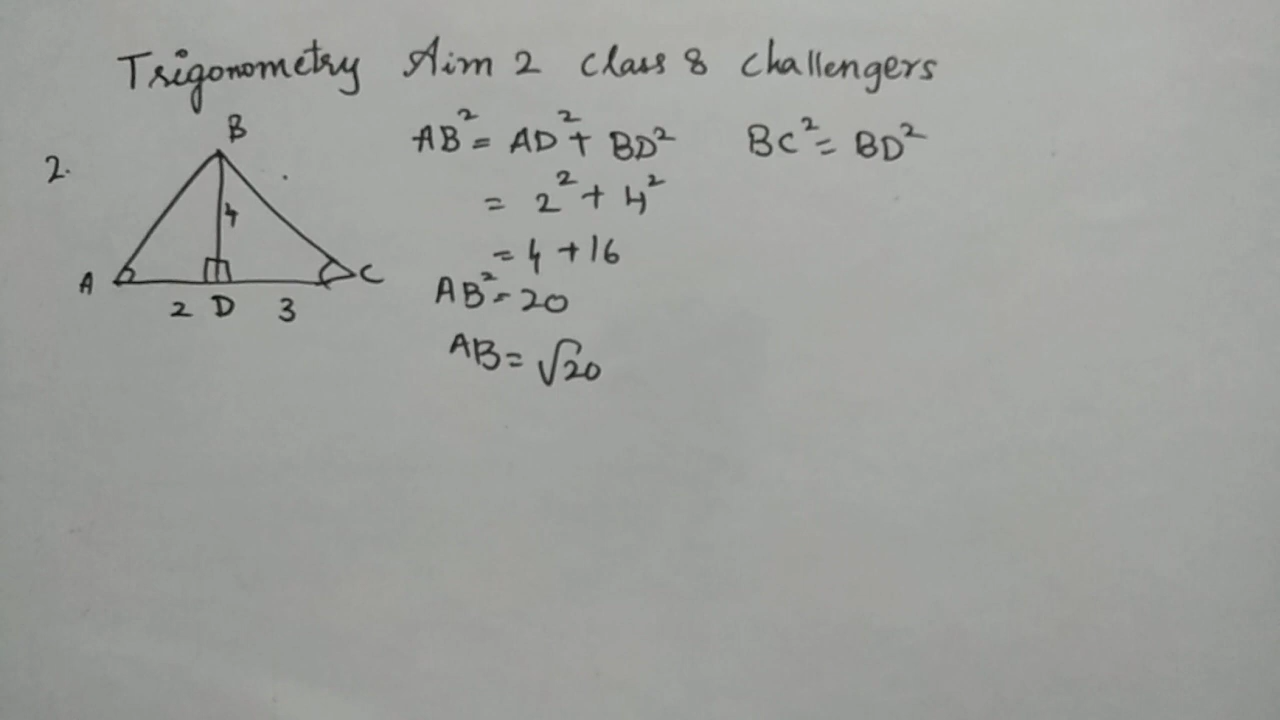 Trigonometry Aim 2 Class 8 Challengers
2.
B
4
A
2 D 3
C
AB² = AD² + BD²
= 2² + 4²
= 4 + 16
AB² = 20
AB = √20
BC² = BD²